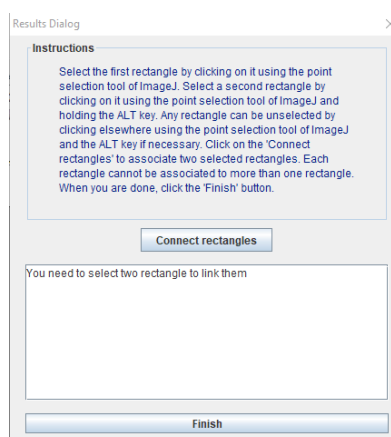 Results Dialog
Instructions
Select the first rectangle by clicking on it using the point
selection tool of ImageJ. Select a second rectangle by
clicking on it using the point selection tool of ImageJ and
holding the ALT key. Any rectangle can be unselected by
clicking elsewhere using the point selection tool of ImageJ
and the ALT key if necessary. Click on the 'Connect
rectangles' to associate two selected rectangles. Each
rectangle cannot be associated to more than one rectangle.
When you are done, click the 'Finish' button.
Connect rectangles
You need to select two rectangle to link them
Finish